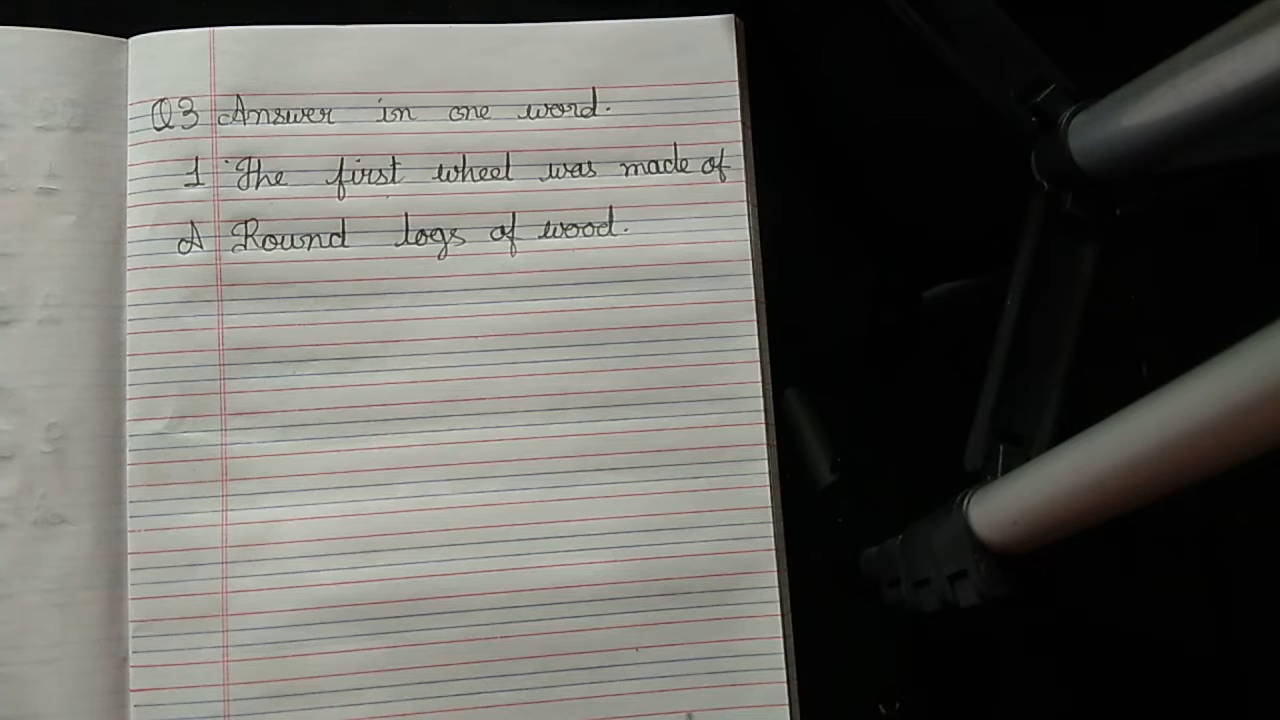 Q3 Answer in one word.
1 The first wheel was made of
A Round logs of wood.